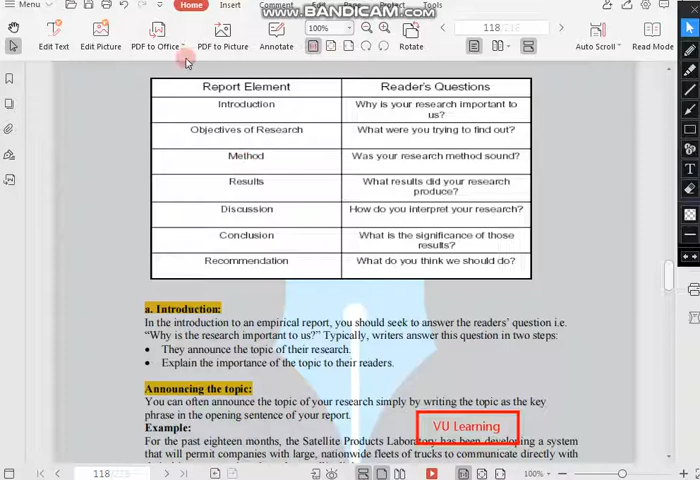 Menu
Home
Insert
Comment
www.BANDICAM.com
Edit Text
Edit Picture
PDF to Office
PDF to Picture
Annotate
100%
Rotate
118
Auto Scroll
Read Mode
Report Element
Reader's Questions
Introduction
Why is your research important to
us?
Objectives of Research
What were you trying to find out?
Method
Was your research method sound?
Results
What results did your research
produce?
Discussion
How do you interpret your research?
Conclusion
What is the significance of those
results?
Recommendation
What do you think we should do?
a. Introduction:
In the introduction to an empirical report, you should seek to answer the readers' question i.e.
“Why is the research important to us?” Typically, writers answer this question in two steps:
• They announce the topic of their research.
• Explain the importance of the topic to their readers.
Announcing the topic:
You can often announce the topic of your research simply by writing the topic as the key
phrase in the opening sentence of your report.
VU Learning
Example:
For the past eighteen months, the Satellite Products Laboratory has been developing a system
that will permit companies with large, nationwide fleets of trucks to communicate directly with
118
100%